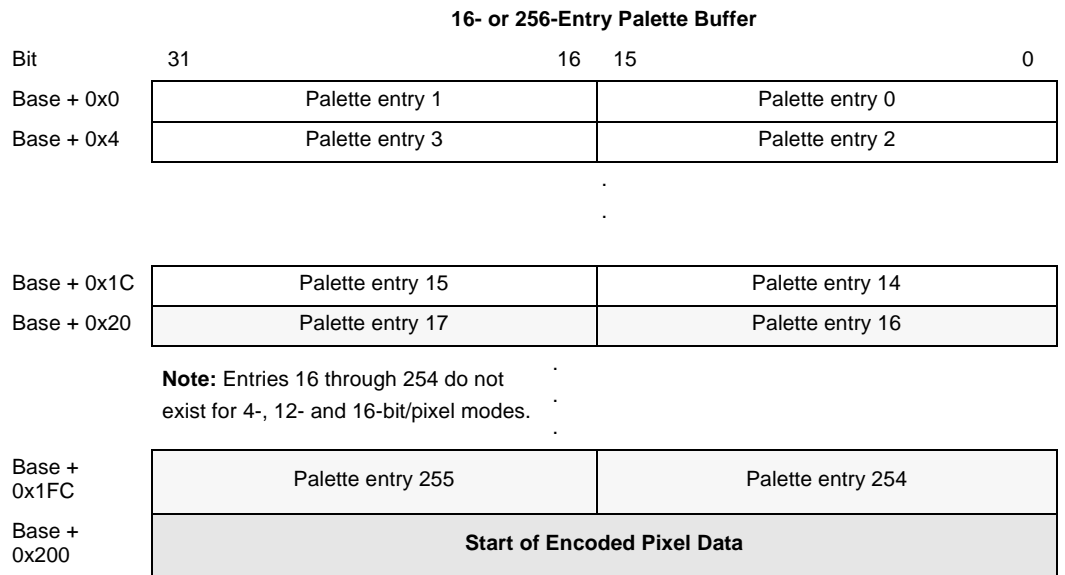 16- or 256-Entry Palette Buffer
Bit 31 16 15 0
Base + 0x0 Palette entry 1 Palette entry 0
Base + 0x4 Palette entry 3 Palette entry 2
.
.
Base + 0x1C Palette entry 15 Palette entry 14
Base + 0x20 Palette entry 17 Palette entry 16
.
Note: Entries 16 through 254 do not
.
exist for 4-, 12- and 16-bit/pixel modes.
.
Base +
0x1FC Palette entry 255 Palette entry 254
Base +
0x200 Start of Encoded Pixel Data